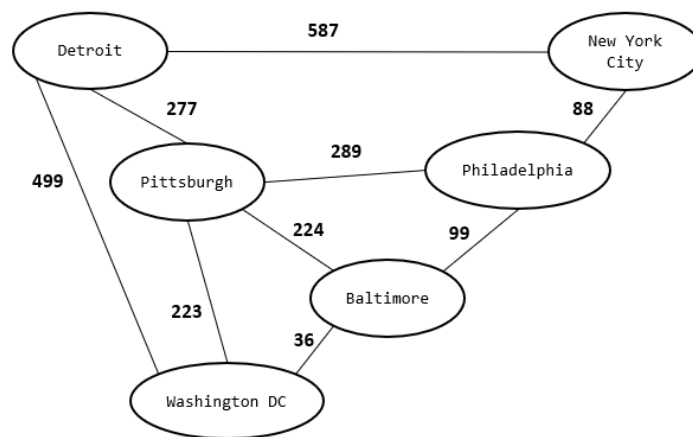 587
Detroit
New York
City
277
88
289
499
Pittsburgh
Philadelphia
224
99
Baltimore
223
36
Washington DC